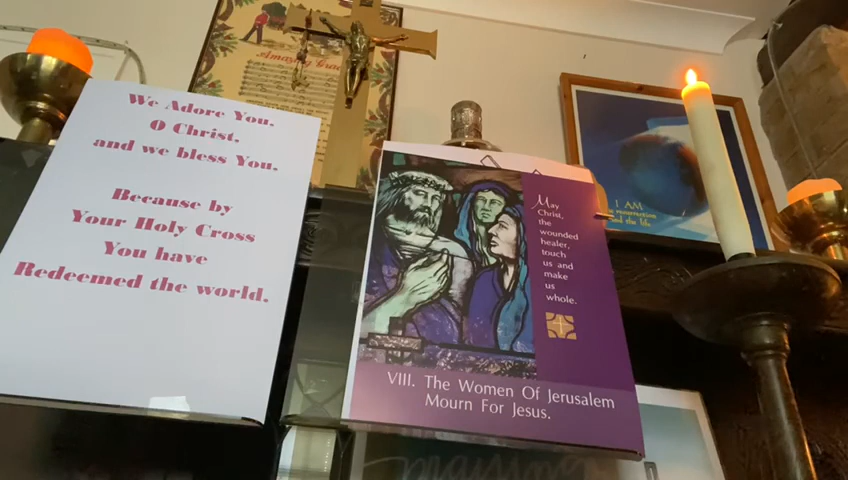 We Adore You,
O Christ,
and we bless You.
Because by
Your Holy Cross
You have
Redeemed the world.
Amazing
May
Christ,
the
wounded
healer,
touch
us and
make
us
whole.
VIII. The Women Of Jerusalem
Mourn For Jesus.
I AM
the resurrection
and the life